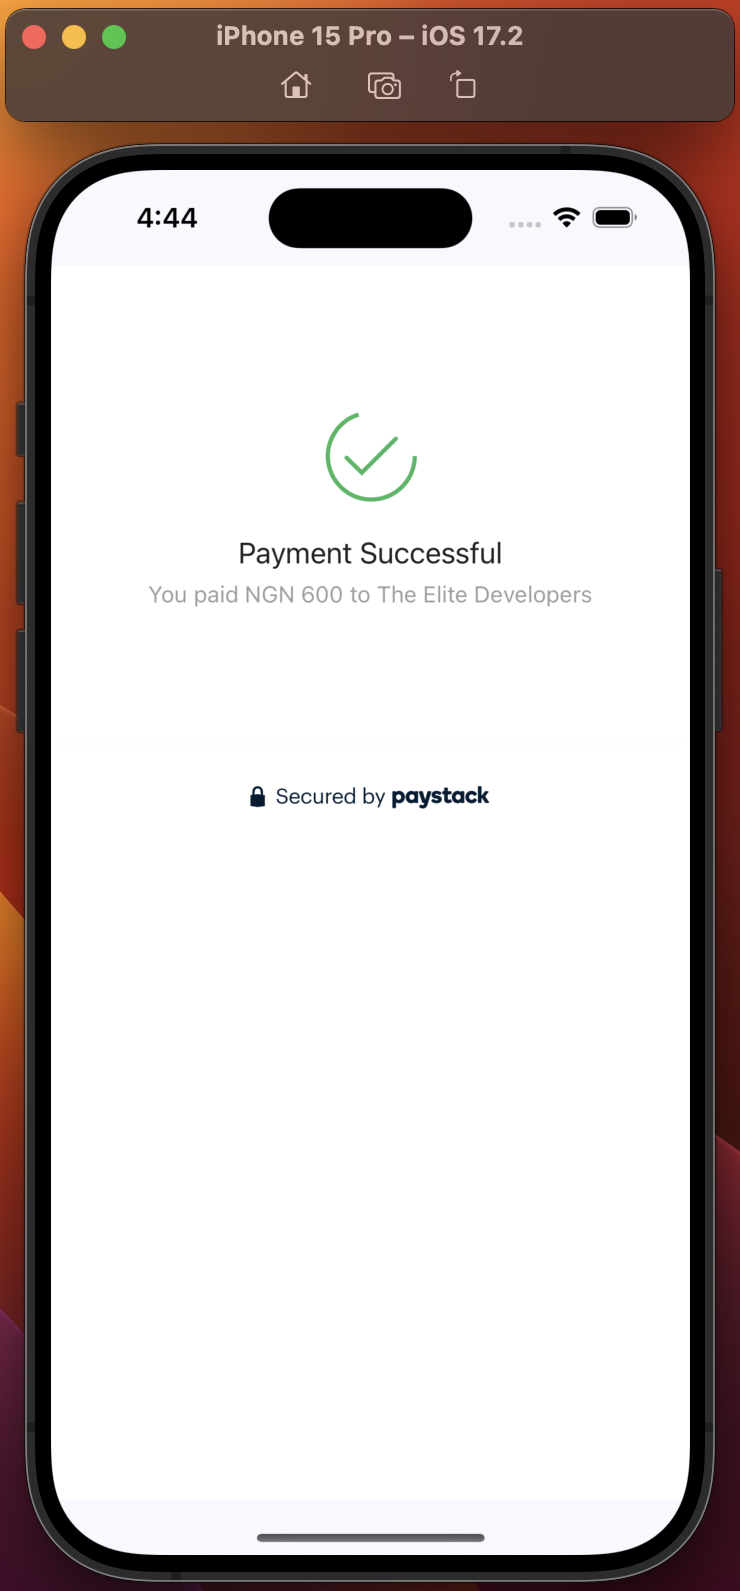 iPhone 15 Pro – iOS 17.2
4:44
Payment Successful
You paid NGN 600 to The Elite Developers
Secured by paystack